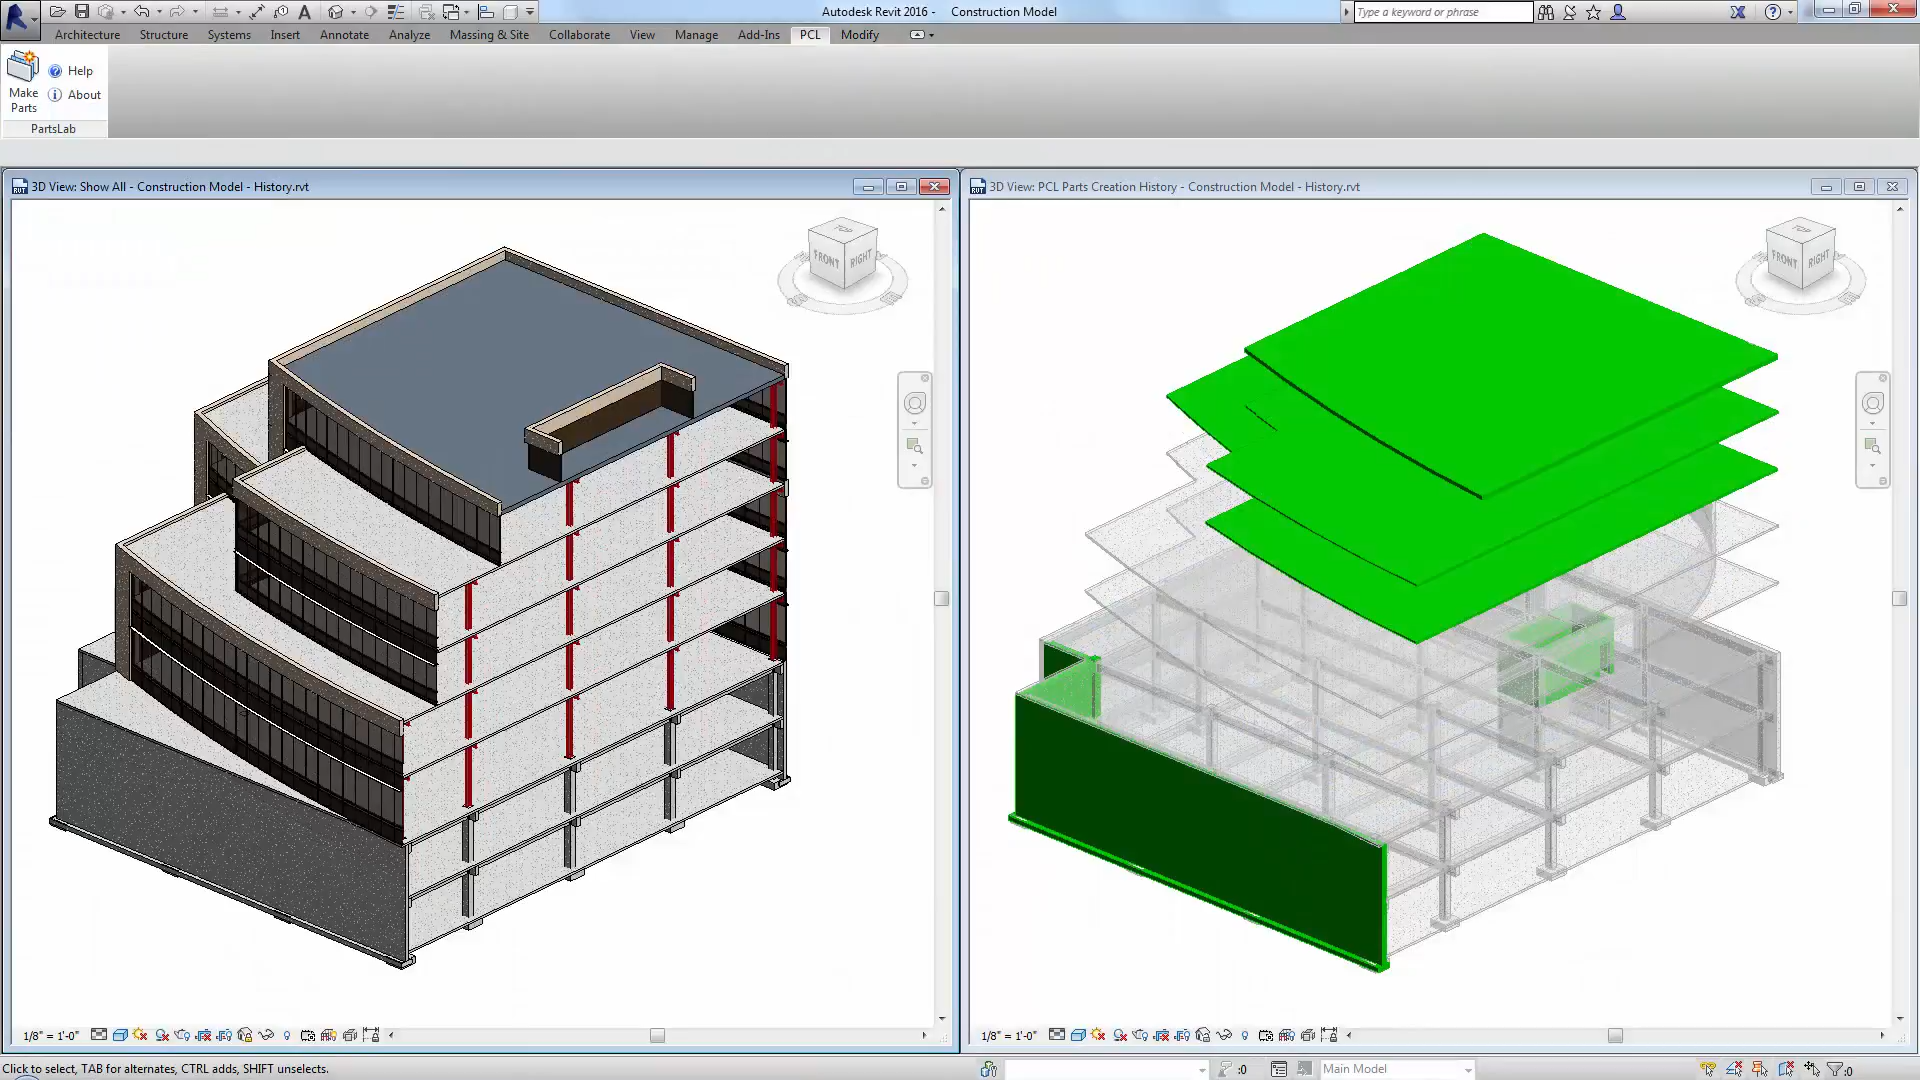 Autodesk Revit 2016 - Construction Model
Type a keyword or phrase
Architecture Structure Systems Insert Annotate Analyze Massing & Site Collaborate View Manage Add-Ins PCL Modify
Make Parts
Help
About
PartsLab
3D View: Show All - Construction Model - History.rvt
3D View: PCL Parts Creation History - Construction Model - History.rvt
TOP
FRONT RIGHT
TOP
FRONT RIGHT
1/8" = 1'-0"
1/8" = 1'-0"
Click to select, TAB for alternates, CTRL adds, SHIFT unselects.
:0
Main Model
:0